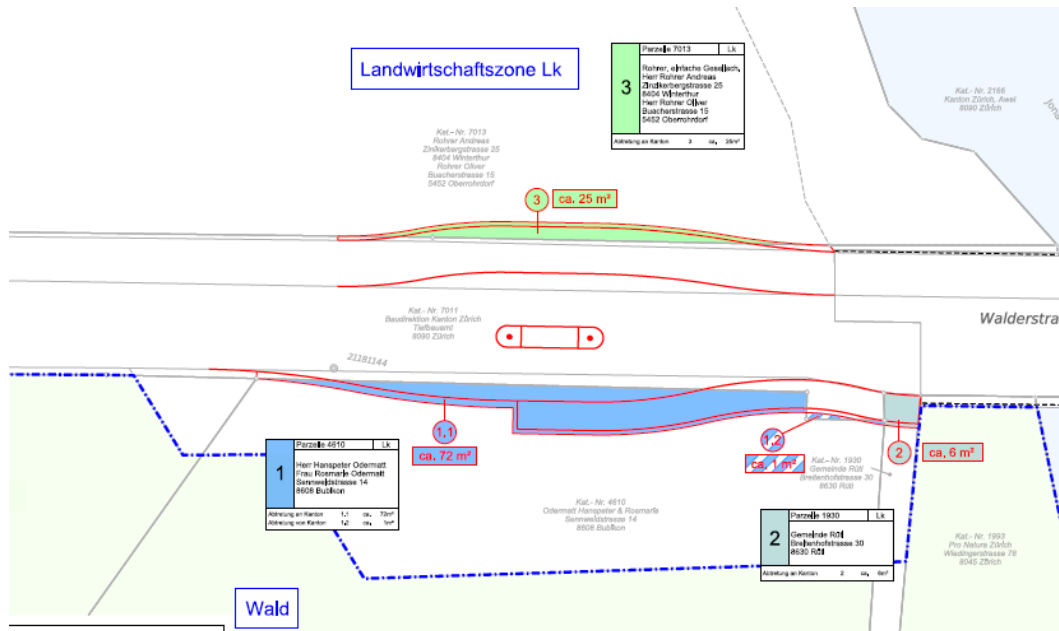 Landwirtschaftszone Lk
3
Parzelle 7013 Lk
Rohrer, einfache Gesellsch.
Herr Rohrer Andreas
Zinzikerbergstrasse 25
8404 Winterthur
Herr Rohrer Oliver
Buacherstrasse 15
5452 Oberrohrdorf
Abtretung an Kanton 3 ca. 25m²
Kat.- Nr. 2166
Kanton Zürich, Awel
8090 Zürich
Kat.- Nr. 7013
Rohrer Andreas
Zinikerbergstrasse 25
8404 Winterthur
Rohrer Oliver
Buacherstrasse 15
5452 Oberrohrdorf
3 ca. 25 m²
Kat.- Nr. 7011
Baudirektion Kanton Zürich
Tiefbauamt
8090 Zürich
Walderstra
21181144
1.1
ca. 72 m²
1.2
ca. 1 m²
2 ca. 6 m²
Kat.- Nr. 1930
Gemeinde Rüti
Breitenhofstrasse 30
8630 Rüti
1
Parzelle 4610 Lk
Herr Hanspeter Odermatt
Frau Rosmarie Odermatt
Sennweidstrasse 14
8608 Bubikon
Abtretung an Kanton 1.1 ca. 72m²
Abtretung von Kanton 1.2 ca. 1m²
Kat.- Nr. 4610
Odermatt Hanspeter & Rosmarie
Sennweidstrasse 14
8608 Bubikon
2
Parzelle 1930 Lk
Gemeinde Rüti
Breitenhofstrasse 30
8630 Rüti
Abtretung an Kanton 2 ca. 6m²
Kat.- Nr. 1993
Pro Nature Zürich
Wiedingerstrasse 78
8045 Zürich
Wald